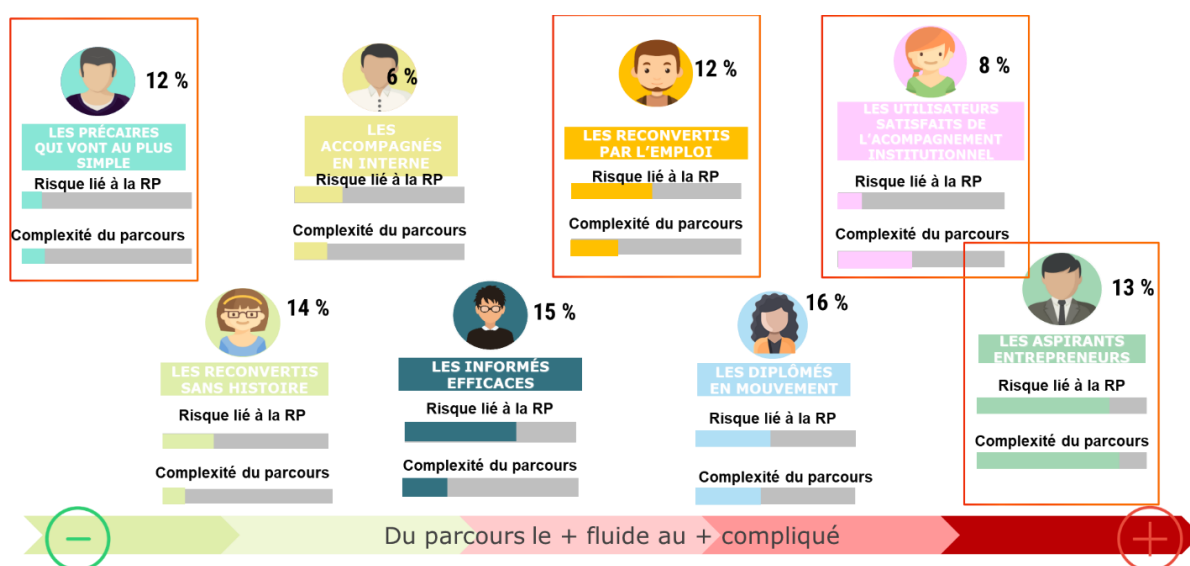 12 %
LES PRÉCAIRES
QUI VONT AU PLUS
SIMPLE
Risque lié à la RP
Complexité du parcours
6 %
LES
ACCOMPAGNÉS
EN INTERNE
Risque lié à la RP
Complexité du parcours
12 %
LES RECONVERTIS
PAR L'EMPLOI
Risque lié à la RP
Complexité du parcours
8 %
LES UTILISATEURS
SATISFAITS DE
L'ACOMPAGNEMENT
INSTITUTIONNEL
Risque lié à la RP
Complexité du parcours
14 %
LES RECONVERTIS
SANS HISTOIRE
Risque lié à la RP
Complexité du parcours
15 %
LES INFORMÉS
EFFICACES
Risque lié à la RP
Complexité du parcours
16 %
LES DIPLÔMÉS
EN MOUVEMENT
Risque lié à la RP
Complexité du parcours
13 %
LES ASPIRANTS
ENTREPRENEURS
Risque lié à la RP
Complexité du parcours
Du parcours le + fluide au + compliqué